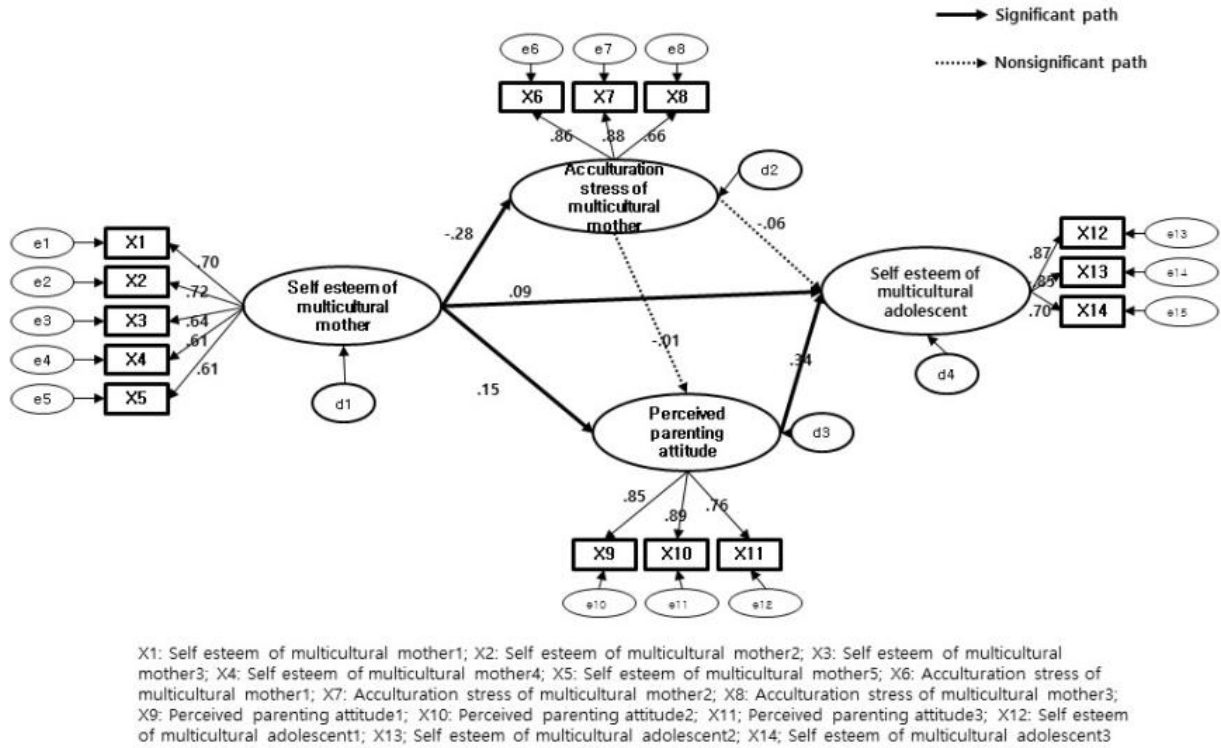 Significant path
Nonsignificant path
e6
e7
e8
X6
X7
X8
.86
.88
.66
Acculturation
stress of
multicultural
mother
d2
-.28
-.06
e1
X1
e2
X2
e3
X3
e4
X4
e5
X5
.70
.72
.64
.61
.61
Self esteem of
multicultural
mother
d1
.09
.15
-.01
.34
Self esteem of
multicultural
adolescent
d4
.87
.85
.70
X12
e13
X13
e14
X14
e15
Perceived
parenting
attitude
d3
.85
.89
.76
X9
X10
X11
e10
e11
e12
X1: Self esteem of multicultural mother1; X2: Self esteem of multicultural mother2; X3: Self esteem of multicultural
mother3; X4: Self esteem of multicultural mother4; X5: Self esteem of multicultural mother5; X6: Acculturation stress of
multicultural mother1; X7: Acculturation stress of multicultural mother2; X8: Acculturation stress of multicultural mother3;
X9: Perceived parenting attitude1; X10: Perceived parenting attitude2; X11; Perceived parenting attitude3; X12: Self esteem
of multicultural adolescent1; X13; Self esteem of multicultural adolescent2; X14; Self esteem of multicultural adolescent3